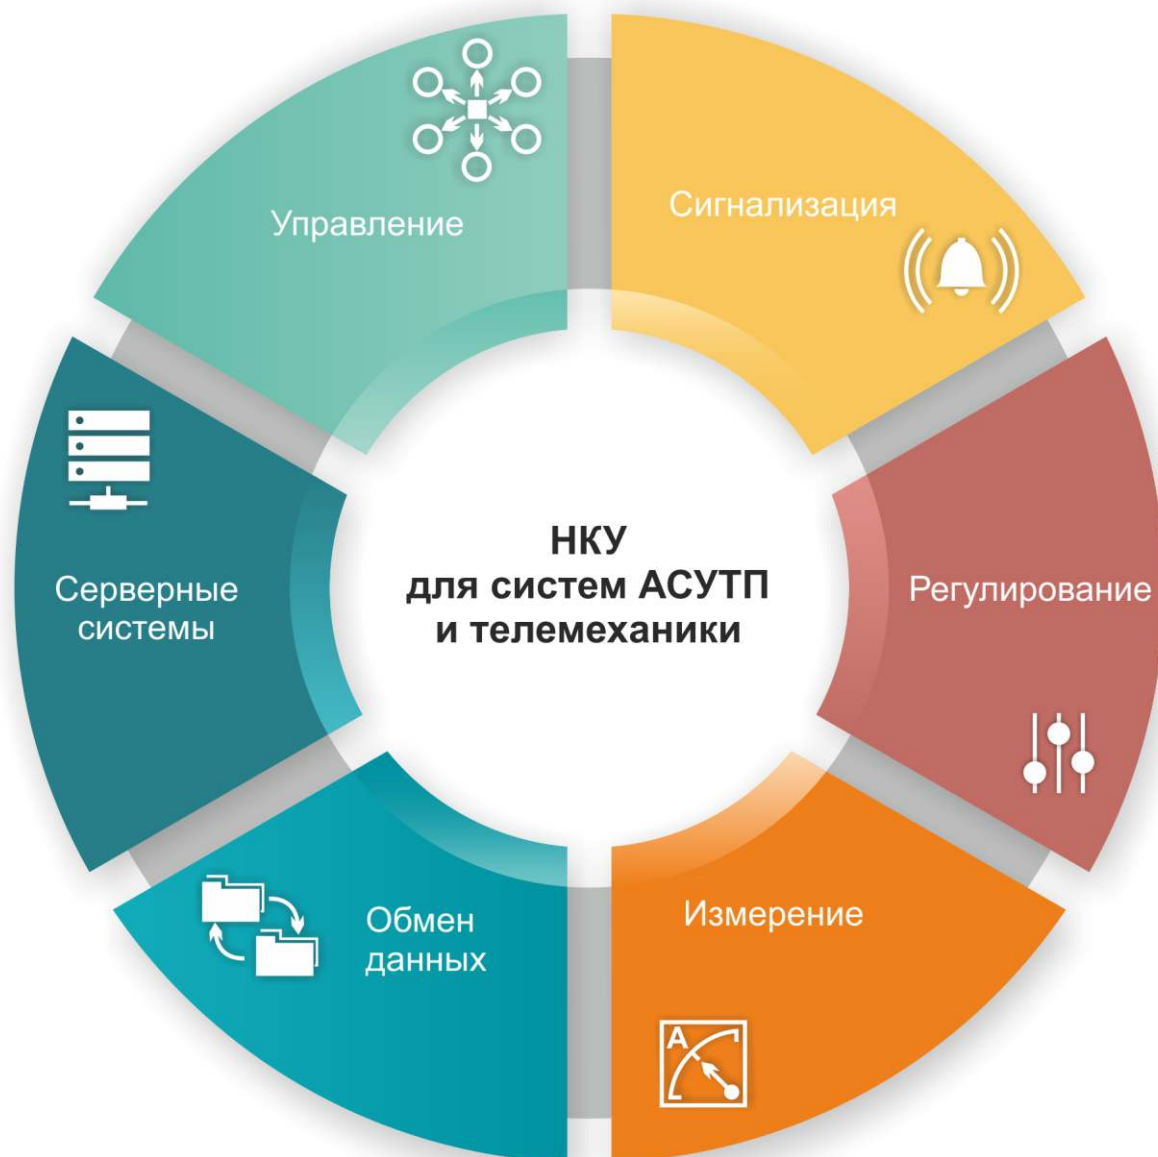 Управление
Сигнализация
Серверные
системы
НКУ
для систем АСУТП
и телемеханики
Регулирование
Обмен
данных
Измерение
A